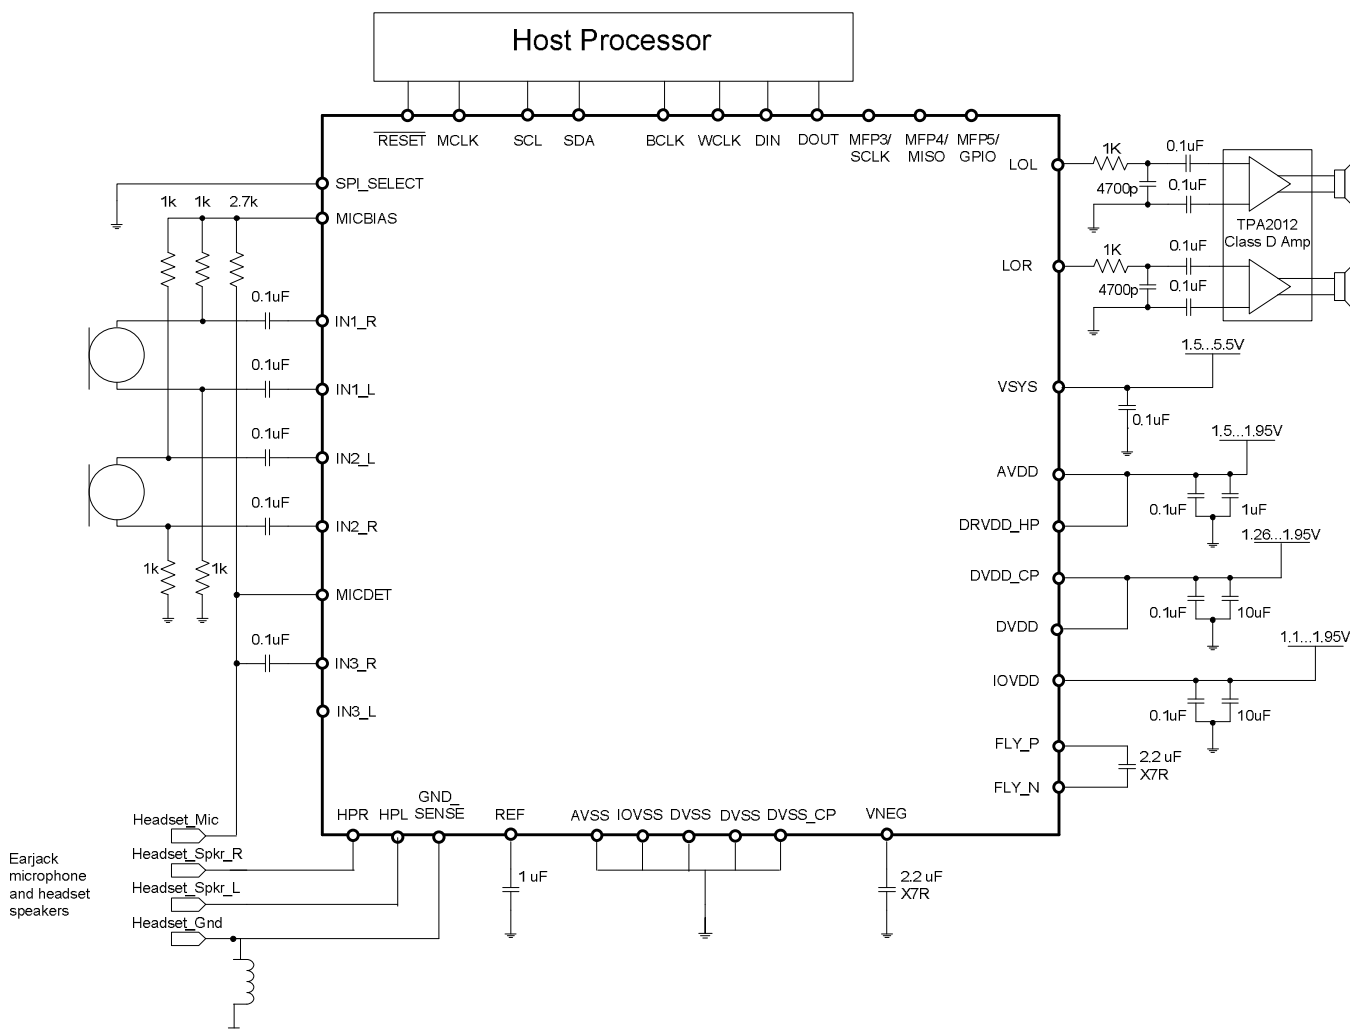 Host Processor
RESET
MCLK
SCL
SDA
BCLK
WCLK
DIN
DOUT
MFP3/
SCLK
MFP4/
MISO
MFP5/
GPIO
SPI_SELECT
1k
1k
2.7k
MICBIAS
0.1uF
IN1_R
0.1uF
IN1_L
0.1uF
IN2_L
0.1uF
IN2_R
1k
1k
MICDET
0.1uF
IN3_R
IN3_L
LOL
1K
4700p
0.1uF
0.1uF
TPA2012
Class D Amp
LOR
1K
4700p
0.1uF
0.1uF
1.5...5.5V
VSYS
0.1uF
1.5...1.95V
AVDD
0.1uF
1uF
DRVDD_HP
1.26...1.95V
DVDD_CP
0.1uF
10uF
DVDD
1.1...1.95V
IOVDD
0.1uF
10uF
FLY_P
2.2 uF
X7R
FLY_N
HPR
HPL
GND_
SENSE
REF
AVSS
IOVSS
DVSS
DVSS
DVSS_CP
VNEG
1 uF
2.2 uF
X7R
Earjack
microphone
and headset
speakers
Headset_Mic
Headset_Spkr_R
Headset_Spkr_L
Headset_Gnd